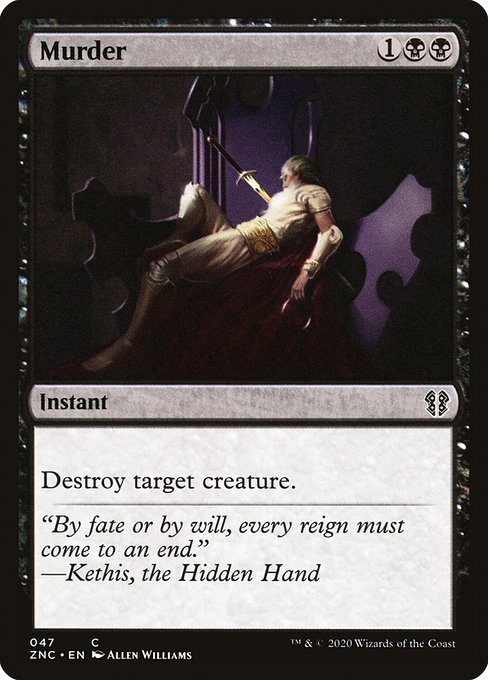 Murder 1
Instant
Destroy target creature.
“By fate or by will, every reign must
come to an end.”
—Kethis, the Hidden Hand
047 C
ZNC • EN Allen Williams
™ & © 2020 Wizards of the Coast